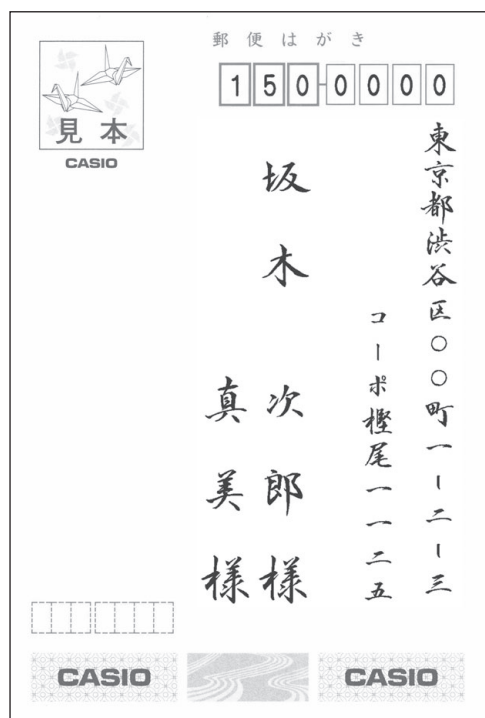 郵便はがき
150-0000
見本
CASIO
東京都渋谷区○○町一ー二ー三
コーポ樫尾一一二五
坂木 次郎様
真美様
CASIO
CASIO